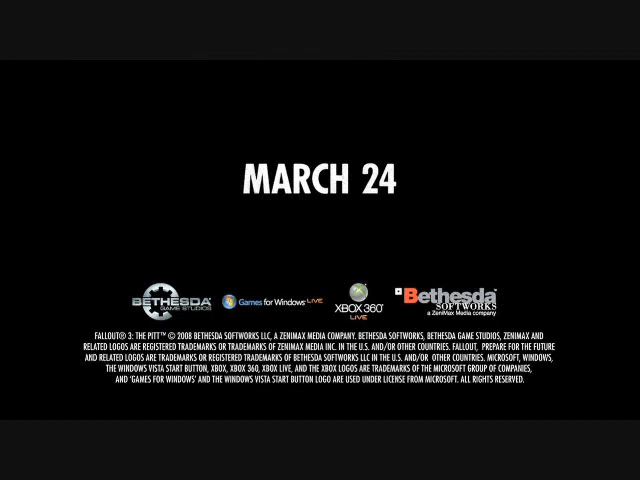 MARCH 24
BETHESDA
GAME STUDIOS
Games for Windows LIVE
XBOX 360
LIVE
Bethesda
SOFTWORKS
a ZeniMax Media company
FALLOUT® 3: THE PITT™ © 2008 BETHESDA SOFTWORKS LLC, A ZENIMAX MEDIA COMPANY. BETHESDA SOFTWORKS, BETHESDA GAME STUDIOS, ZENIMAX AND
RELATED LOGOS ARE REGISTERED TRADEMARKS OR TRADEMARKS OF ZENIMAX MEDIA INC. IN THE U.S. AND/OR OTHER COUNTRIES. FALLOUT, PREPARE FOR THE FUTURE
AND RELATED LOGOS ARE TRADEMARKS OR REGISTERED TRADEMARKS OF BETHESDA SOFTWORKS LLC IN THE U.S. AND/OR OTHER COUNTRIES. MICROSOFT, WINDOWS,
THE WINDOWS VISTA START BUTTON, XBOX, XBOX 360, XBOX LIVE, AND THE XBOX LOGOS ARE TRADEMARKS OF THE MICROSOFT GROUP OF COMPANIES,
AND 'GAMES FOR WINDOWS' AND THE WINDOWS VISTA START BUTTON LOGO ARE USED UNDER LICENSE FROM MICROSOFT. ALL RIGHTS RESERVED.